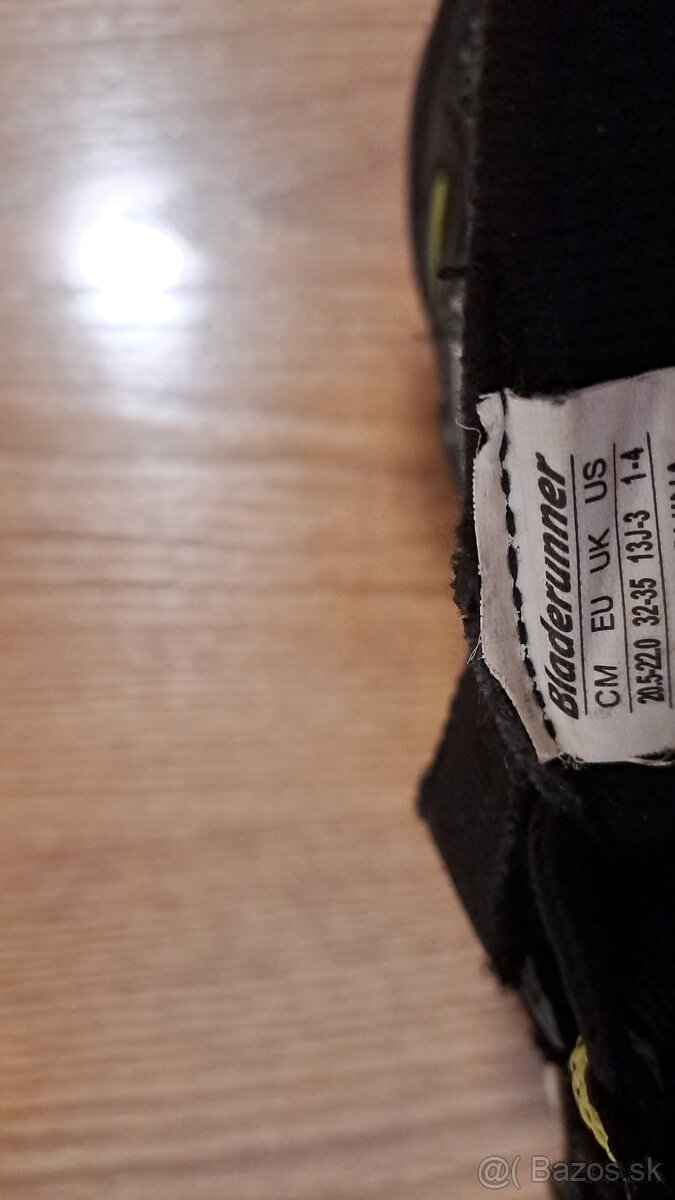 Bladerunner
CM EU UK US
20.5-22.0 32-35 13J-3 1-4
@( Bazos.sk